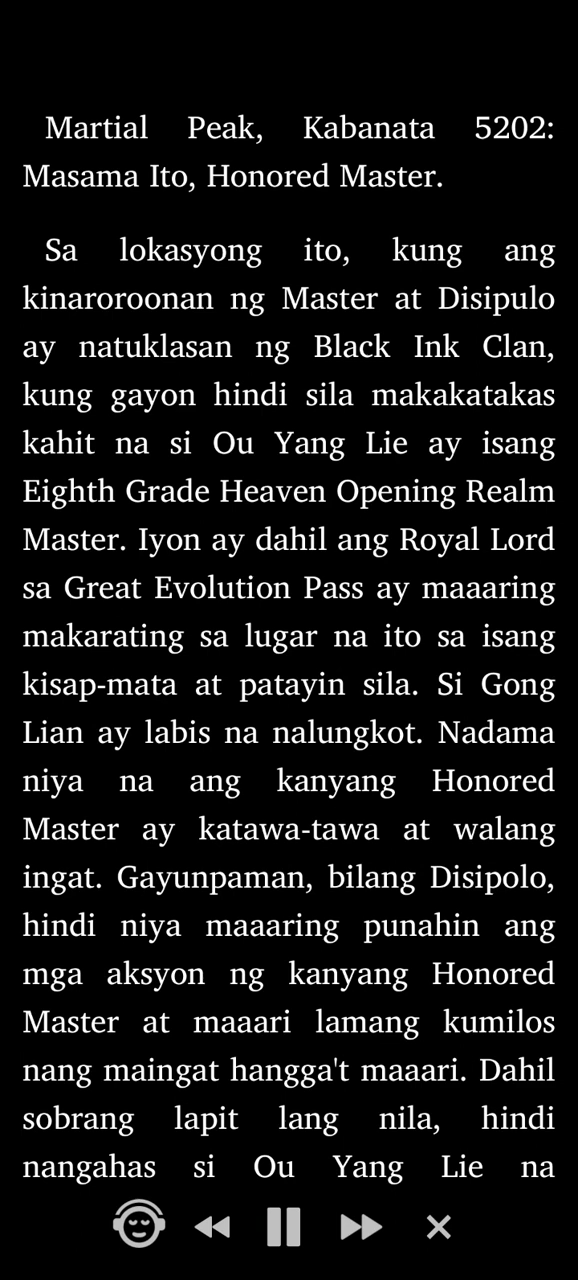 Martial Peak, Kabanata 5202:
Masama Ito, Honored Master.
Sa lokasyong ito, kung ang
kinaroroonan ng Master at Disipulo
ay natuklasan ng Black Ink Clan,
kung gayon hindi sila makakatakas
kahit na si Ou Yang Lie ay isang
Eighth Grade Heaven Opening Realm
Master. Iyon ay dahil ang Royal Lord
sa Great Evolution Pass ay maaaring
makarating sa lugar na ito sa isang
kisap-mata at patayin sila. Si Gong
Lian ay labis na nalungkot. Nadama
niya na ang kanyang Honored
Master ay katawa-tawa at walang
ingat. Gayunpaman, bilang Disipolo,
hindi niya maaaring punahin ang
mga aksyon ng kanyang Honored
Master at maaari lamang kumilos
nang maingat hangga't maaari. Dahil
sobrang lapit lang nila, hindi
nangahas si Ou Yang Lie na